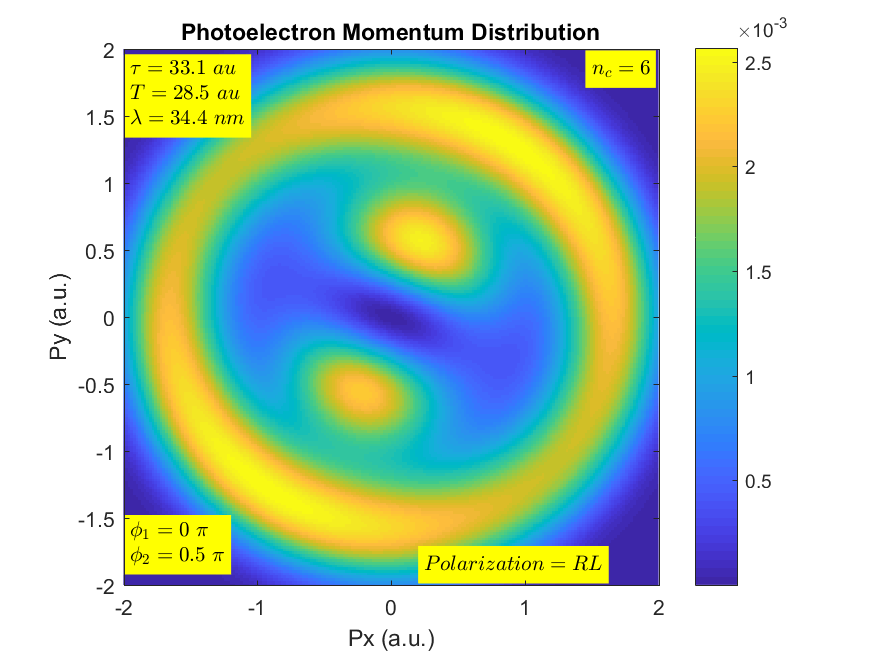 Photoelectron Momentum Distribution
×10⁻³
τ = 33.1 au
T = 28.5 au
λ = 34.4 nm
n_c = 6
ϕ₁ = 0 π
ϕ₂ = 0.5 π
Polarization = RL
2
1.5
1
0.5
0
-0.5
-1
-1.5
-2
Py (a.u.)
-2
-1
0
1
2
Px (a.u.)
2.5
2
1.5
1
0.5